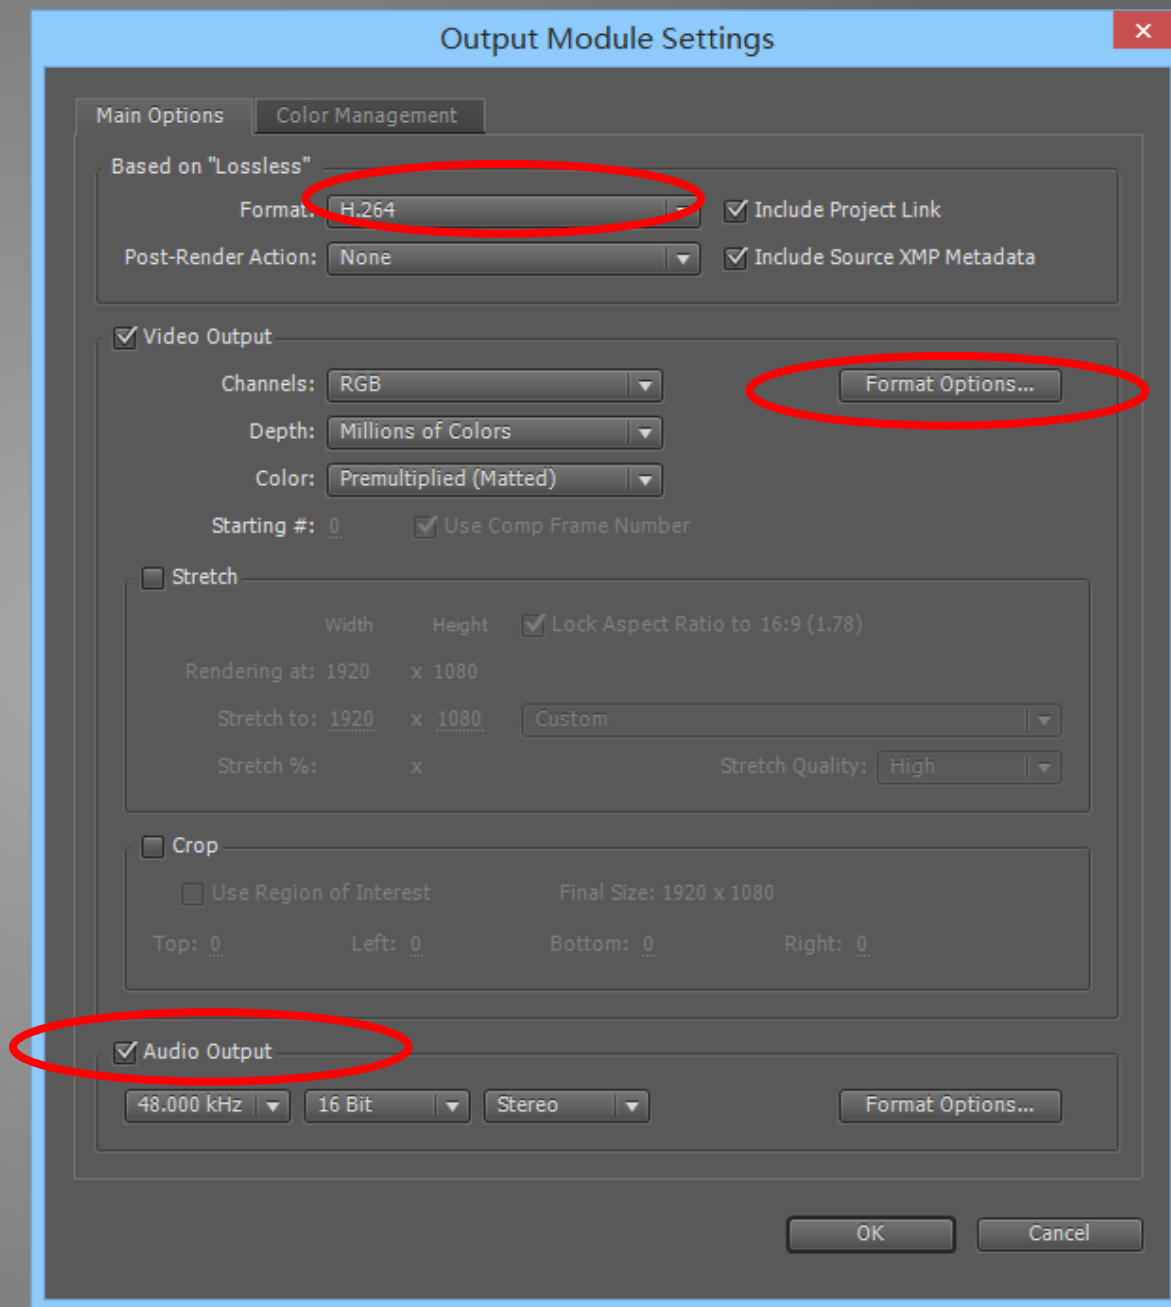 Output Module Settings
Main Options Color Management
Based on "Lossless"
Format: H.264 Include Project Link
Post-Render Action: None Include Source XMP Metadata
Video Output
Channels: RGB Format Options...
Depth: Millions of Colors
Color: Premultiplied (Matted)
Starting #: 0 Use Comp Frame Number
Stretch
Width Height Lock Aspect Ratio to 16:9 (1.78)
Rendering at: 1920 x 1080
Stretch to: 1920 x 1080 Custom
Stretch %: x Stretch Quality: High
Crop
Use Region of Interest Final Size: 1920 x 1080
Top: 0 Left: 0 Bottom: 0 Right: 0
Audio Output
48.000 kHz 16 Bit Stereo Format Options...
OK Cancel